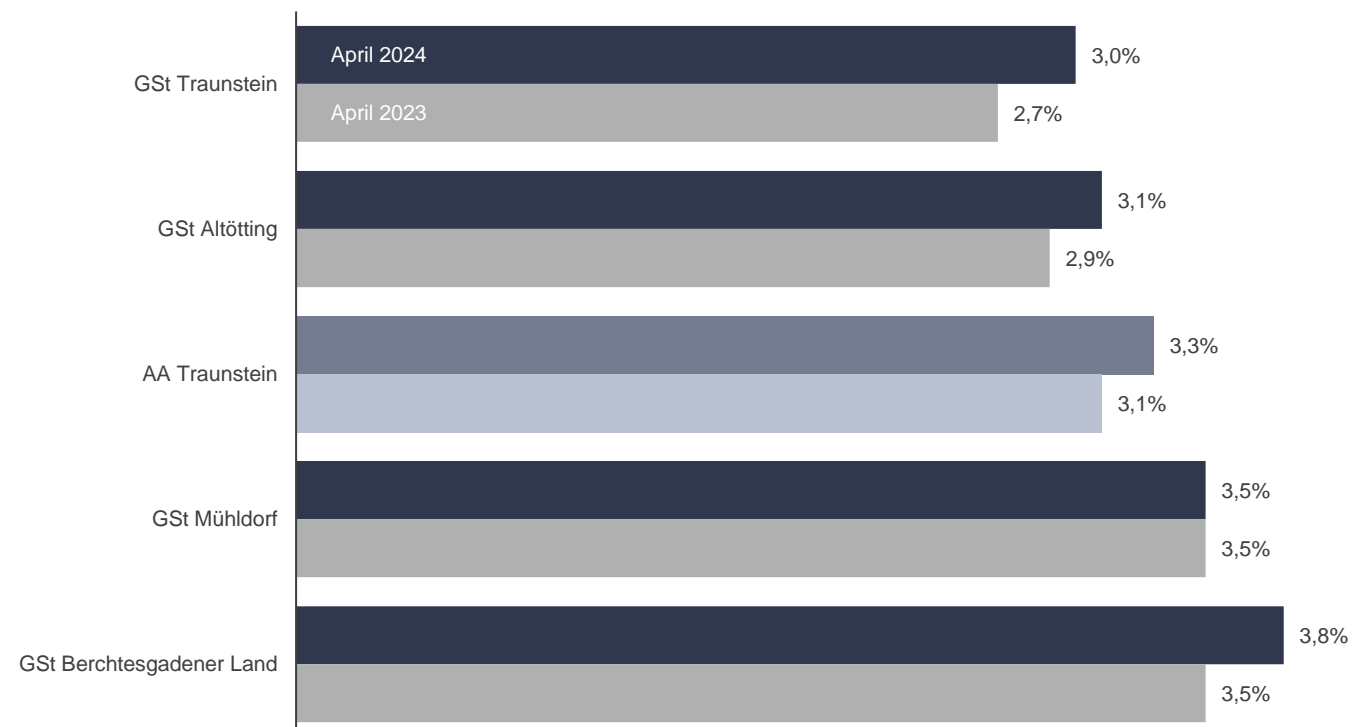 April 2024
3,0%
GSt Traunstein
April 2023
2,7%
3,1%
GSt Altötting
2,9%
3,3%
AA Traunstein
3,1%
3,5%
GSt Mühldorf
3,5%
3,8%
GSt Berchtesgadener Land
3,5%